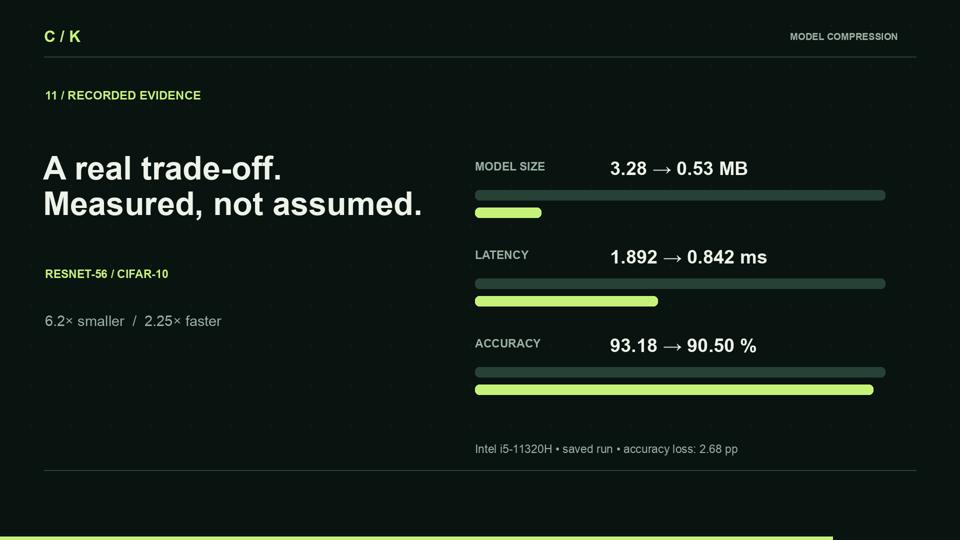 C / K
MODEL COMPRESSION
11 / RECORDED EVIDENCE
A real trade-off.
Measured, not assumed.
RESNET-56 / CIFAR-10
6.2× smaller / 2.25× faster
MODEL SIZE
3.28 → 0.53 MB
LATENCY
1.892 → 0.842 ms
ACCURACY
93.18 → 90.50 %
Intel i5-11320H • saved run • accuracy loss: 2.68 pp